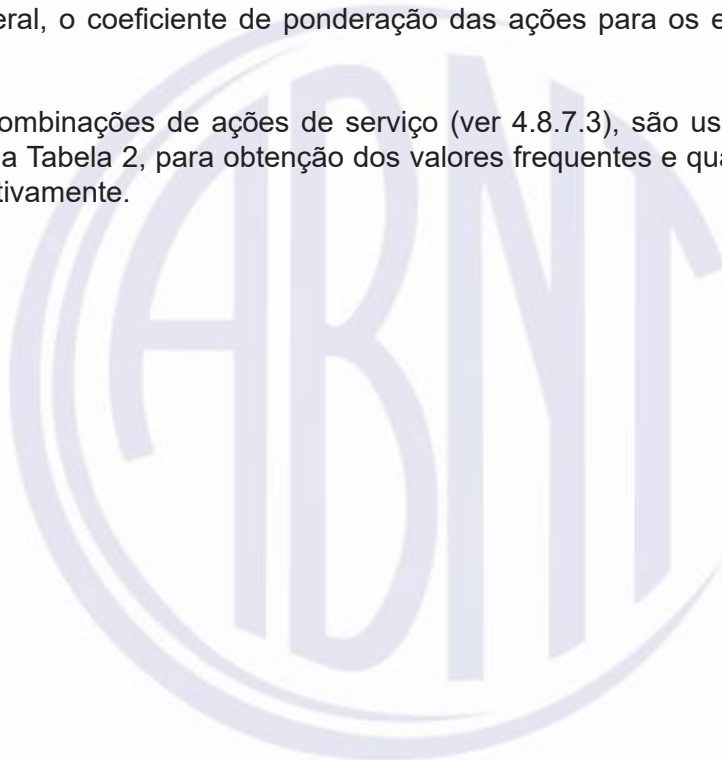 eral, o coeficiente de ponderação das ações para os e
ombinações de ações de serviço (ver 4.8.7.3), são us
a Tabela 2, para obtenção dos valores frequentes e qua
tivamente.
ABNT